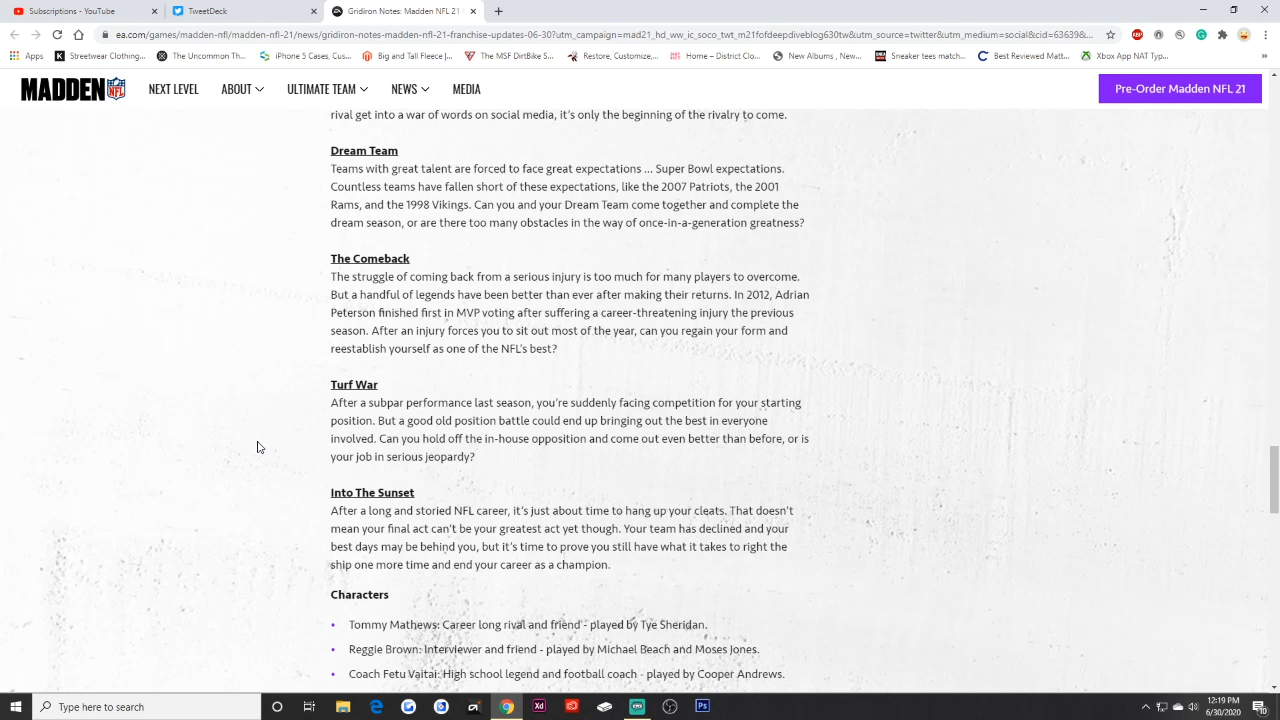 Subscriptions - YouTube
TweetDeck
Gridiron Notes- Madden NFL 21 |
ea.com/games/madden-nfl/madden-nfl-21/news/gridiron-notes-madden-nfl-21-franchise-updates-06-30?utm_campaign=mad21_hd_ww_ic_soco_twt_m21fofdeepdiveblog630tw&utm_source=twitter&utm_medium=social&cid=63639&...
Apps
Streetwear Clothing...
The Uncommon Th...
iPhone 5 Cases, Cus...
Big and Tall Fleece:...
The MSF DirtBike S...
Restore, Customize,...
Home – District Clo...
The NBA - News, Vi...
New Era Caps, New...
Sneaker tees match...
Best Reviewed Matt...
Xbox App NAT Typ...
MADDEN NFL
NEXT LEVEL
ABOUT
ULTIMATE TEAM
NEWS
MEDIA
Pre-Order Madden NFL 21
rival get into a war of words on social media, it's only the beginning of the rivalry to come.
Dream Team
Teams with great talent are forced to face great expectations ... Super Bowl expectations.
Countless teams have fallen short of these expectations, like the 2007 Patriots, the 2001
Rams, and the 1998 Vikings. Can you and your Dream Team come together and complete the
dream season, or are there too many obstacles in the way of once-in-a-generation greatness?
The Comeback
The struggle of coming back from a serious injury is too much for many players to overcome.
But a handful of legends have been better than ever after making their returns. In 2012, Adrian
Peterson finished first in MVP voting after suffering a career-threatening injury the previous
season. After an injury forces you to sit out most of the year, can you regain your form and
reestablish yourself as one of the NFL's best?
Turf War
After a subpar performance last season, you're suddenly facing competition for your starting
position. But a good old position battle could end up bringing out the best in everyone
involved. Can you hold off the in-house opposition and come out even better than before, or is
your job in serious jeopardy?
Into The Sunset
After a long and storied NFL career, it's just about time to hang up your cleats. That doesn't
mean your final act can't be your greatest act yet though. Your team has declined and your
best days may be behind you, but it's time to prove you still have what it takes to right the
ship one more time and end your career as a champion.
Characters
• Tommy Mathews: Career long rival and friend - played by Tye Sheridan.
• Reggie Brown: Interviewer and friend - played by Michael Beach and Moses Jones.
• Coach Fetu Vaitai: High school legend and football coach - played by Cooper Andrews.
Type here to search
12:19 PM
6/30/2020